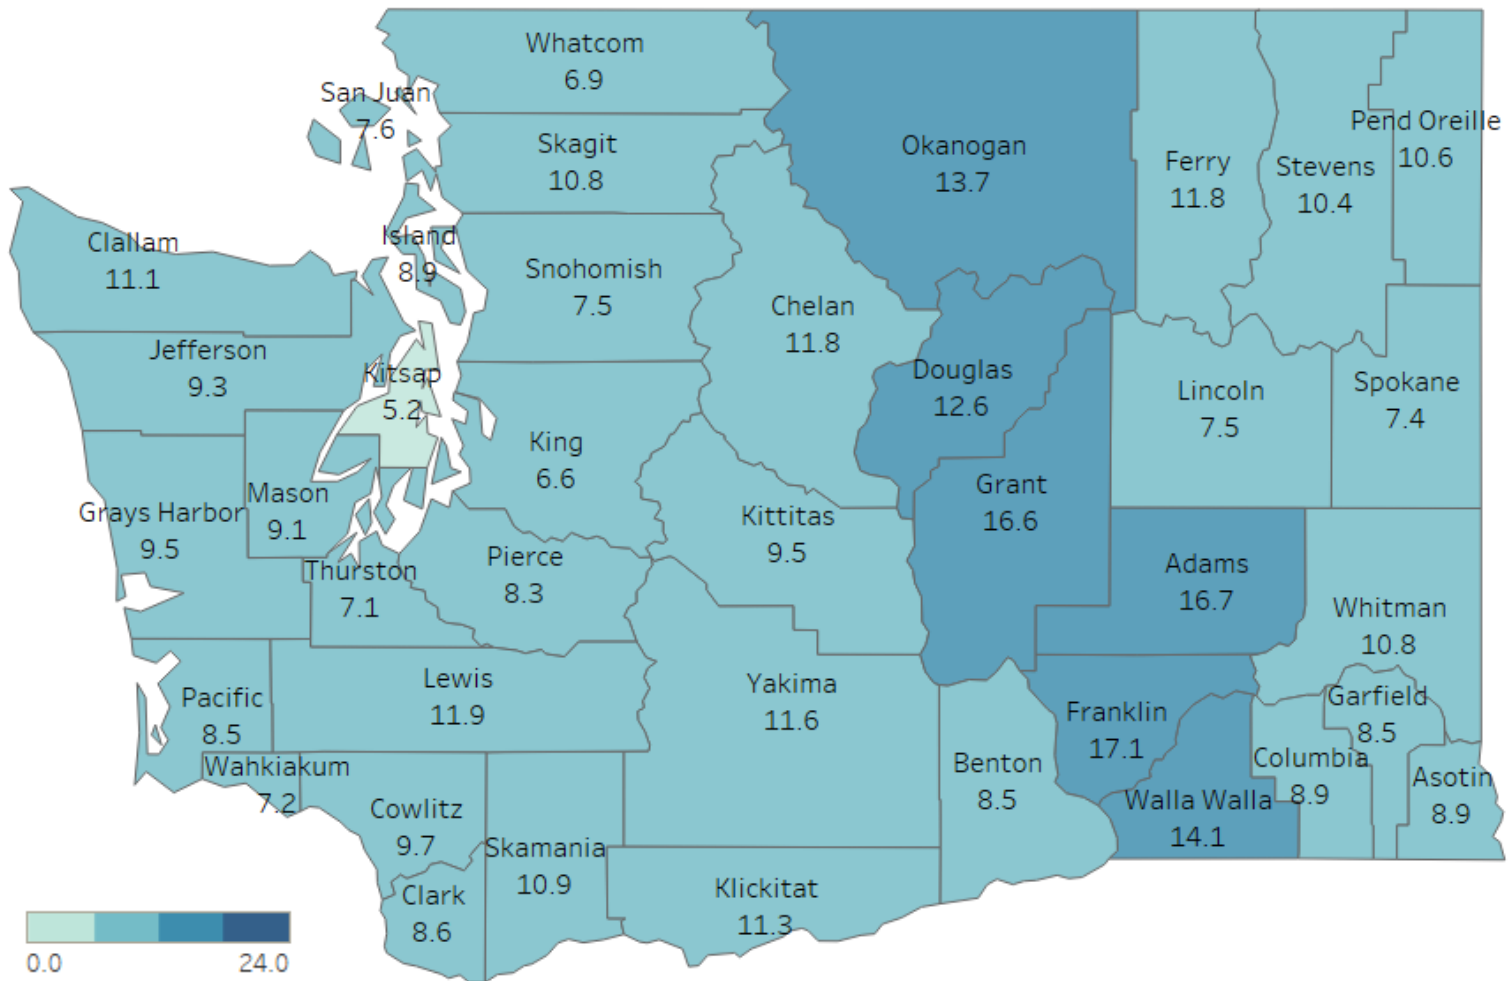 Whatcom
6.9
San Juan
7.6
Skagit
10.8
Okanogan
13.7
Ferry
11.8
Stevens
10.4
Pend Oreille
10.6
Clallam
11.1
Island
8.9
Snohomish
7.5
Chelan
11.8
Jefferson
9.3
Kitsap
5.2
Douglas
12.6
Lincoln
7.5
Spokane
7.4
King
6.6
Grays Harbor
9.5
Mason
9.1
Kittitas
9.5
Grant
16.6
Thurston
7.1
Pierce
8.3
Adams
16.7
Whitman
10.8
Pacific
8.5
Lewis
11.9
Yakima
11.6
Franklin
17.1
Garfield
8.5
Wahkiakum
7.2
Cowlitz
9.7
Benton
8.5
Walla Walla
14.1
Columbia
8.9
Asotin
8.9
Skamania
10.9
Clark
8.6
Klickitat
11.3
0.0
24.0